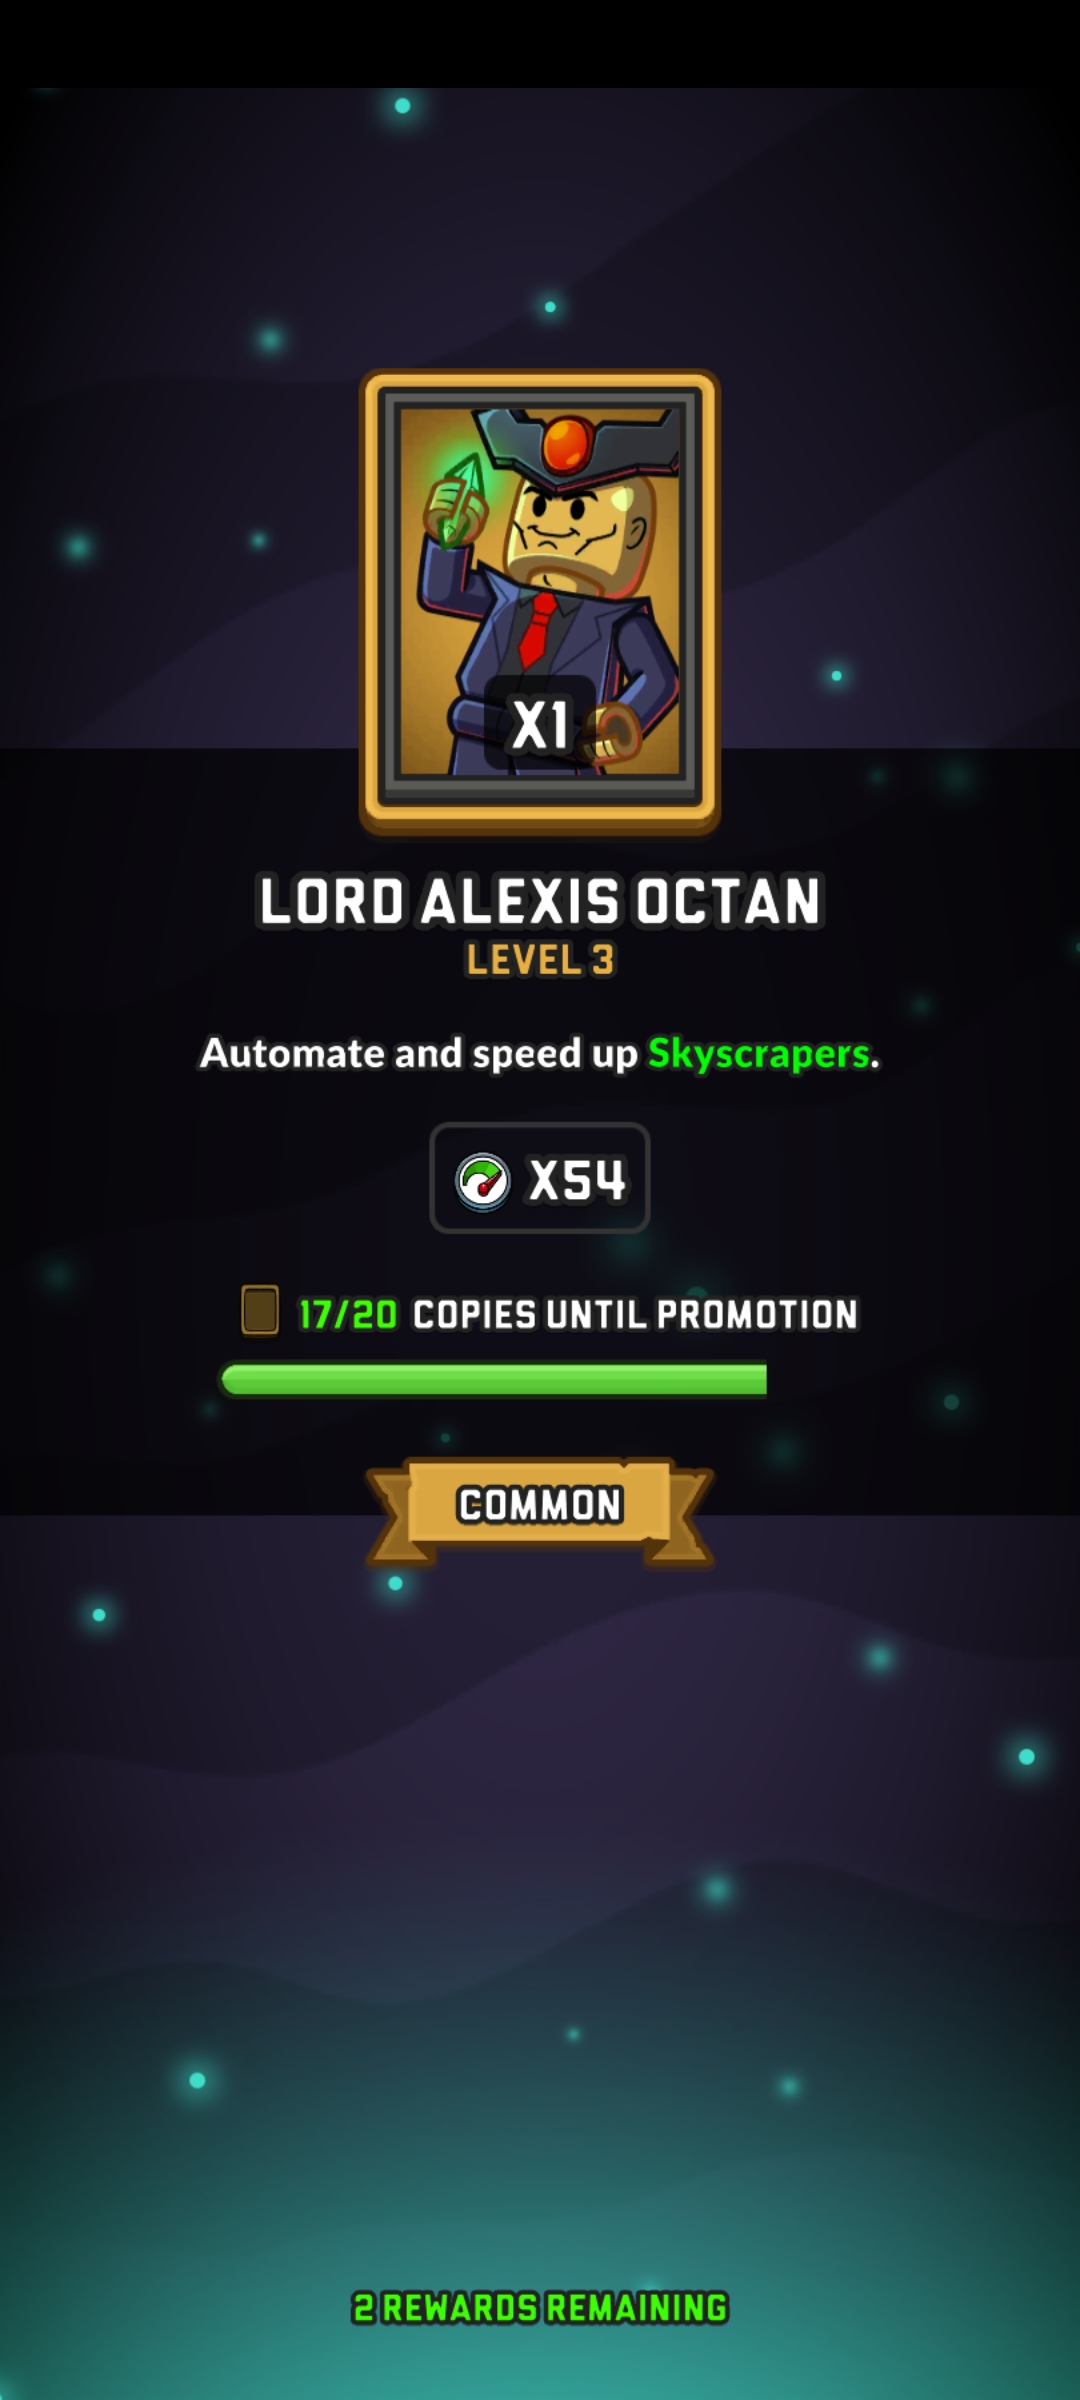 X1
LORD ALEXIS OCTAN
LEVEL 3
Automate and speed up Skyscrapers.
X54
17/20 COPIES UNTIL PROMOTION
COMMON
2 REWARDS REMAINING